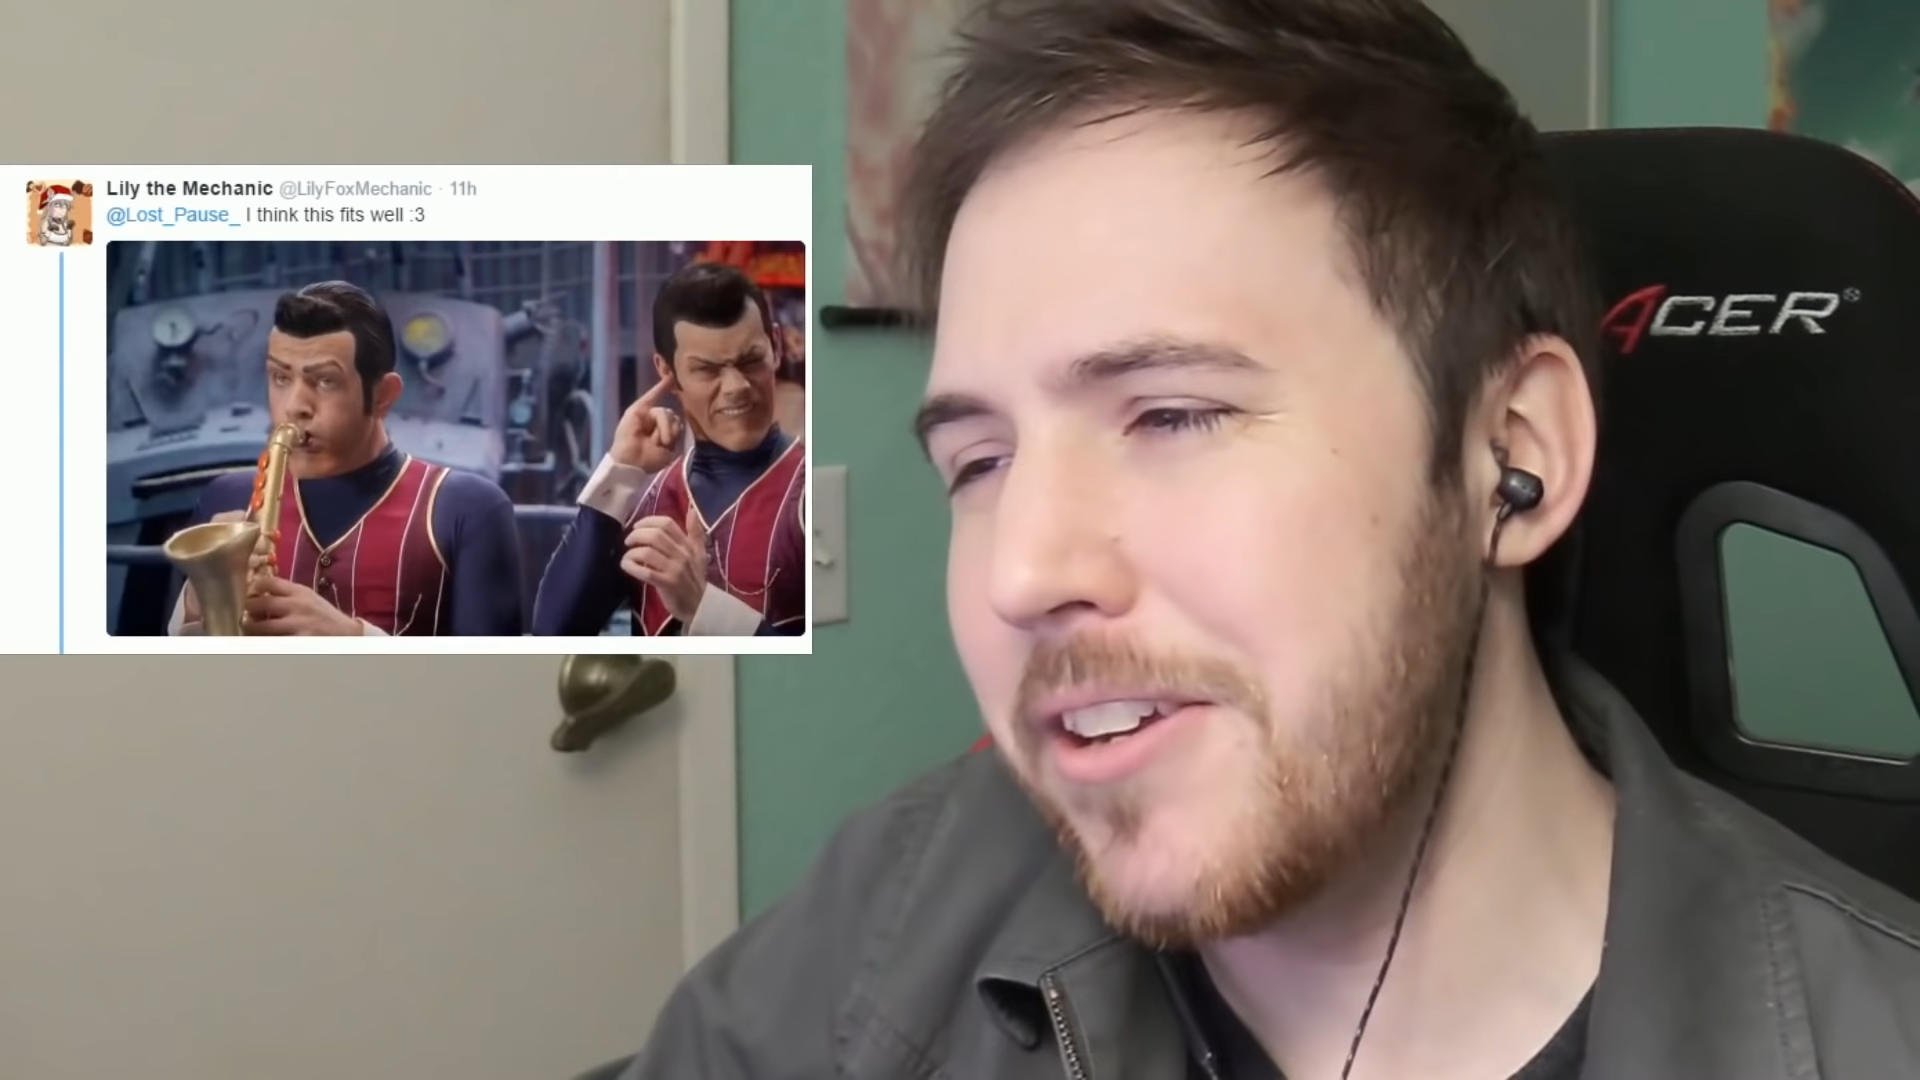 Lily the Mechanic @LilyFoxMechanic · 11h
@Lost_Pause_ I think this fits well :3
ACER®